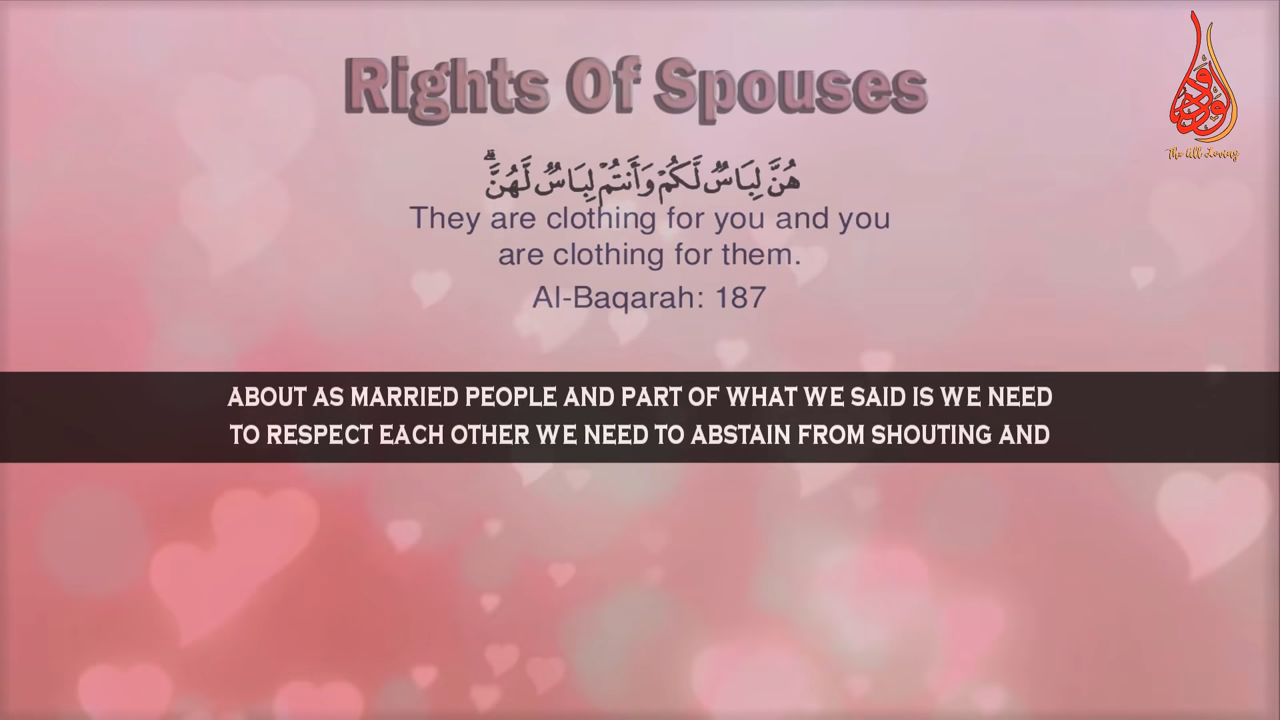 Rights Of Spouses
الودود
The All Loving
هُنَّ لِبَاسٌ لَّكُمْ وَأَنتُمْ لِبَاسٌ لَّهُنَّ ۗ
They are clothing for you and you
are clothing for them.
Al-Baqarah: 187
ABOUT AS MARRIED PEOPLE AND PART OF WHAT WE SAID IS WE NEED
TO RESPECT EACH OTHER WE NEED TO ABSTAIN FROM SHOUTING AND